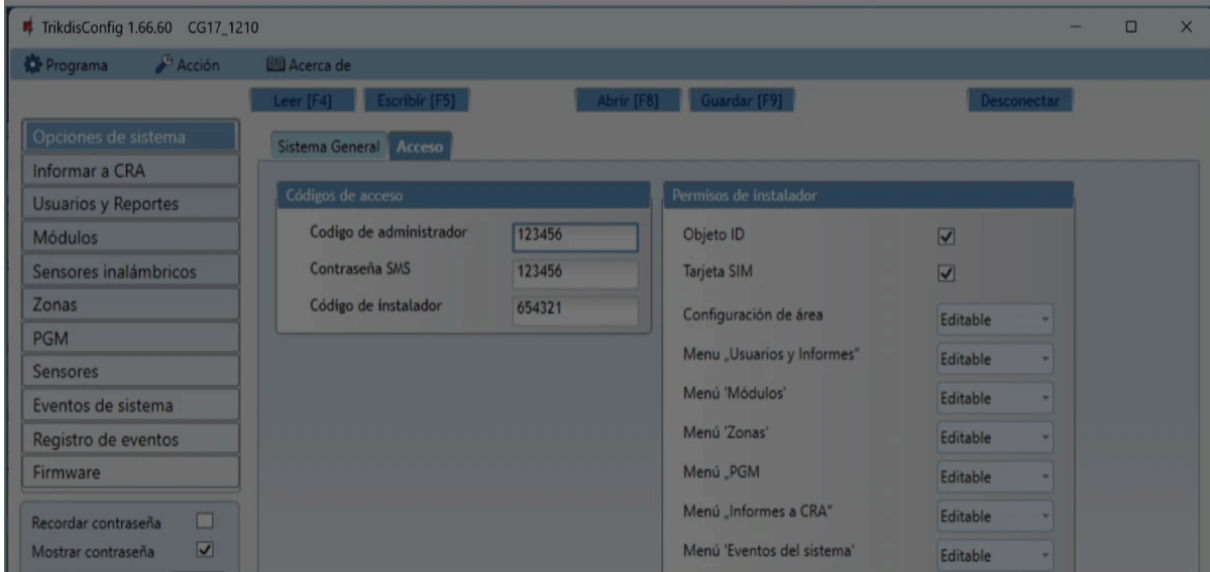 TrikdisConfig 1.66.60 CG17_1210
Programa Acción Acerca de
Leer [F4] Escribir [F5] Abrir [F8] Guardar [F9] Desconectar
Opciones de sistema
Informar a CRA
Usuarios y Reportes
Módulos
Sensores inalámbricos
Zonas
PGM
Sensores
Eventos de sistema
Registro de eventos
Firmware
Recordar contraseña
Mostrar contraseña
Sistema General Acceso
Códigos de acceso
Codigo de administrador 123456
Contraseña SMS 123456
Código de instalador 654321
Permisos de instalador
Objeto ID
Tarjeta SIM
Configuración de área Editable
Menu „Usuarios y Informes“ Editable
Menú 'Módulos' Editable
Menú 'Zonas' Editable
Menú „PGM Editable
Menú „Informes a CRA“ Editable
Menú 'Eventos del sistema' Editable